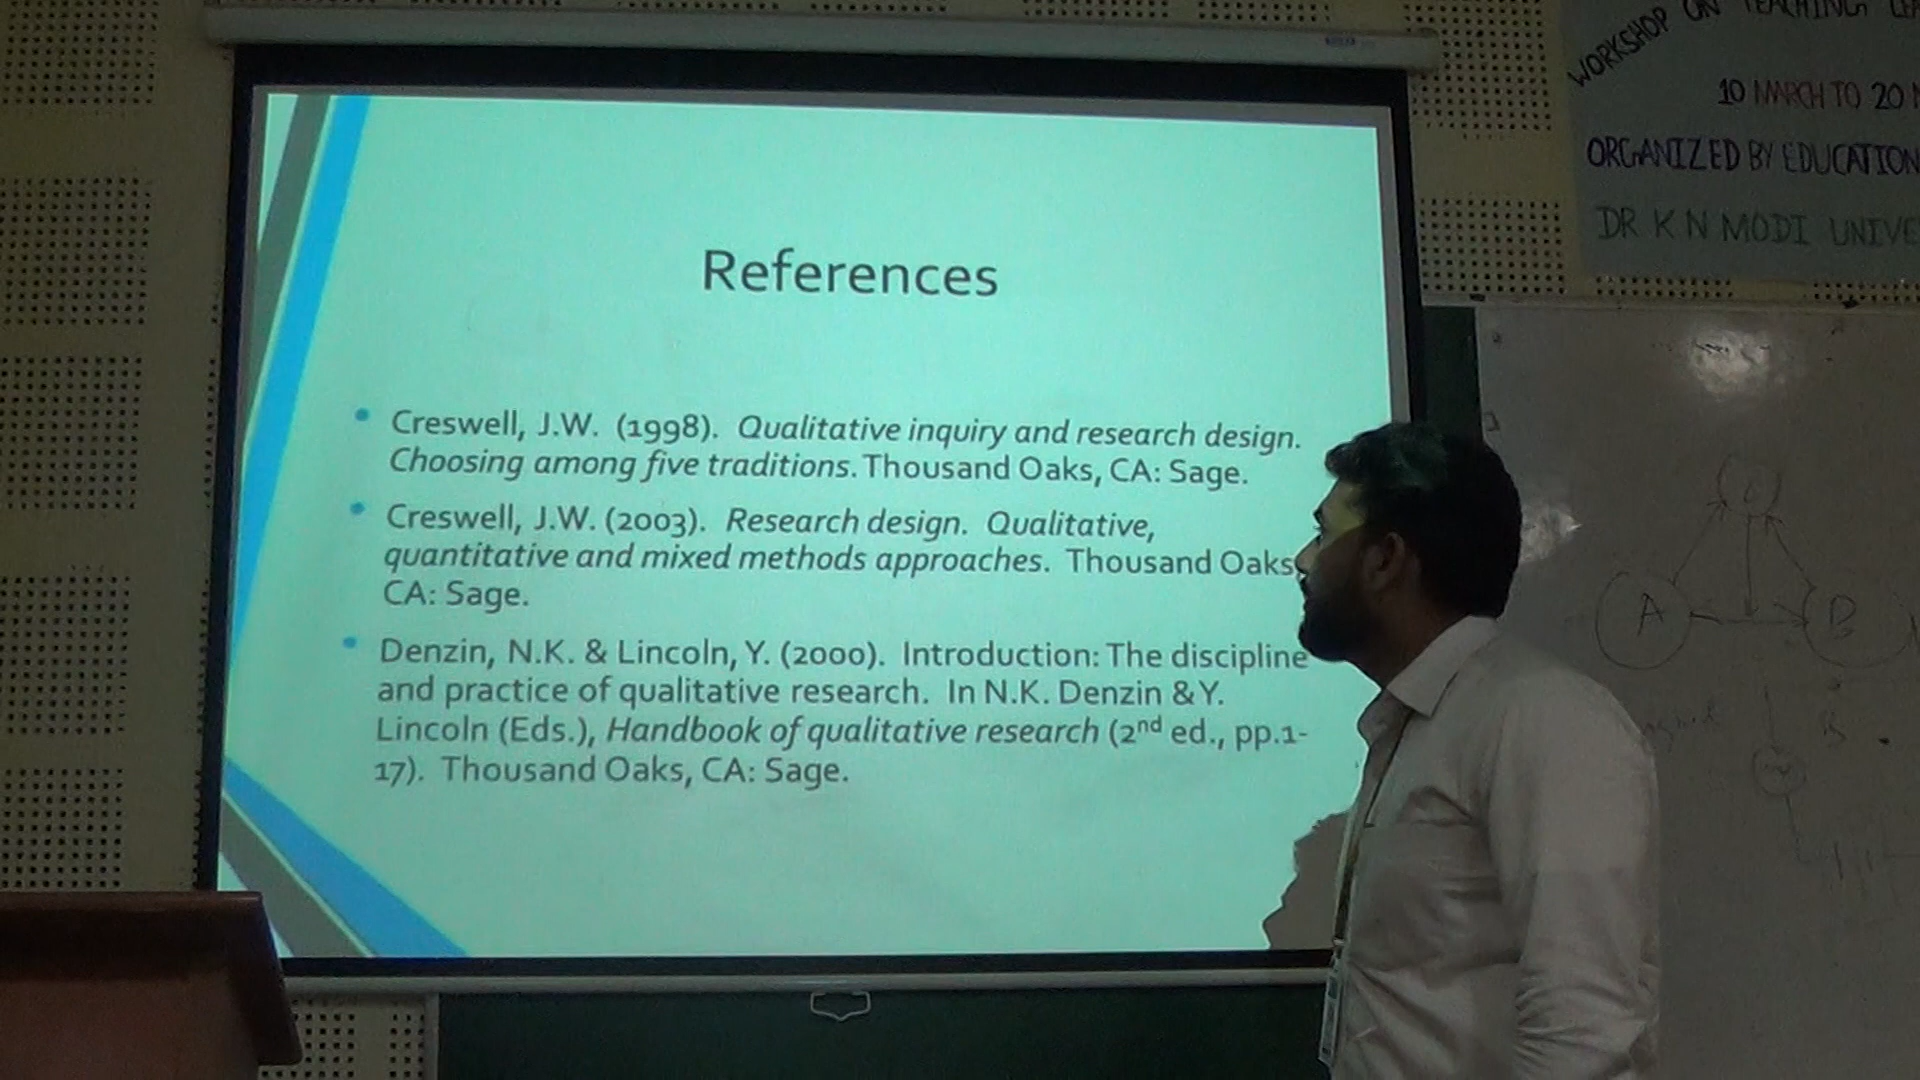 WORKSHOP ON TEACHING
10 MARCH TO 20
ORGANIZED BY EDUCATION
DR K N MODI UNIVE
References
Creswell, J.W. (1998). Qualitative inquiry and research design.
Choosing among five traditions. Thousand Oaks, CA: Sage.
Creswell, J.W. (2003). Research design. Qualitative,
quantitative and mixed methods approaches. Thousand Oaks
CA: Sage.
Denzin, N.K. & Lincoln, Y. (2000). Introduction: The discipline
and practice of qualitative research. In N.K. Denzin & Y.
Lincoln (Eds.), Handbook of qualitative research (2nd ed., pp.1-
17). Thousand Oaks, CA: Sage.
A
B